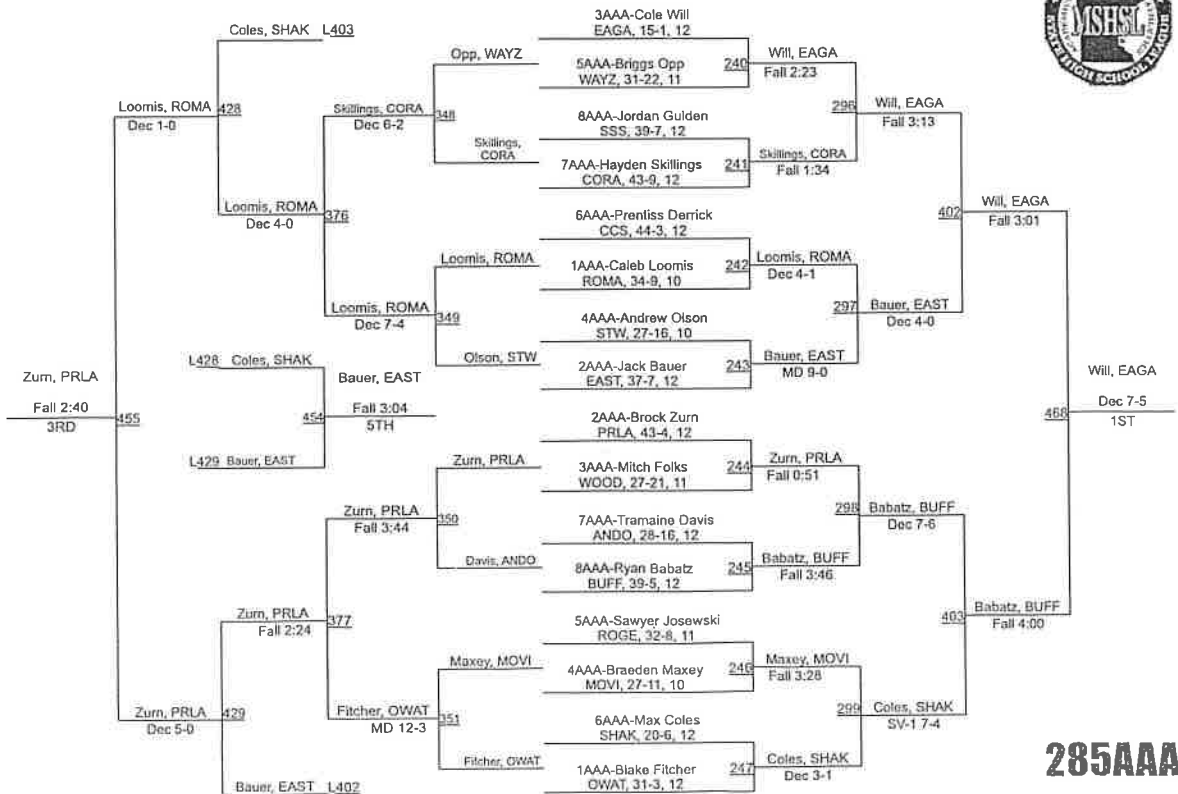 3AAA-Cole Will
EAGA, 15-1, 12
5AAA-Briggs Opp
WAYZ, 31-22, 11
240
8AAA-Jordan Gulden
SSS, 39-7, 12
7AAA-Hayden Skillings
CORA, 43-9, 12
241
6AAA-Prentiss Derrick
CCS, 44-3, 12
1AAA-Caleb Loomis
ROMA, 34-9, 10
242
4AAA-Andrew Olson
STW, 27-16, 10
2AAA-Jack Bauer
EAST, 37-7, 12
243
2AAA-Brock Zurn
PRLA, 43-4, 12
3AAA-Mitch Folks
WOOD, 27-21, 11
244
7AAA-Tramaine Davis
ANDO, 28-16, 12
8AAA-Ryan Babatz
BUFF, 39-5, 12
245
5AAA-Sawyer Josewski
ROGE, 32-8, 11
4AAA-Braeden Maxey
MOVI, 27-11, 10
246
6AAA-Max Coles
SHAK, 20-6, 12
1AAA-Blake Fitcher
OWAT, 31-3, 12
247
Will, EAGA
Fall 2:23
296
Skillings, CORA
Fall 1:34
Loomis, ROMA
Dec 4-1
297
Bauer, EAST
MD 9-0
Zurn, PRLA
Fall 0:51
298
Babatz, BUFF
Fall 3:46
Maxey, MOVI
Fall 3:28
299
Coles, SHAK
Dec 3-1
Will, EAGA
Fall 3:13
402
Bauer, EAST
Dec 4-0
Babatz, BUFF
Dec 7-6
403
Coles, SHAK
SV-1 7-4
Will, EAGA
Fall 3:01
468
Babatz, BUFF
Fall 4:00
Will, EAGA
Dec 7-5
1ST
Opp, WAYZ
348
Skillings,
CORA
Loomis, ROMA
349
Olson, STW
Zurn, PRLA
350
Davis, ANDO
Maxey, MOVI
351
Fitcher, OWAT
Skillings, CORA
Dec 6-2
376
Loomis, ROMA
Dec 7-4
Zurn, PRLA
Fall 3:44
377
Fitcher, OWAT
MD 12-3
Coles, SHAK L403
428
Loomis, ROMA
Dec 4-0
Zurn, PRLA
Fall 2:24
429
Bauer, EAST L402
Loomis, ROMA
Dec 1-0
455
Zurn, PRLA
Dec 5-0
Zurn, PRLA
Fall 2:40
3RD
L428 Coles, SHAK
454
L429 Bauer, EAST
Bauer, EAST
Fall 3:04
5TH
MSHSL
STATE HIGH SCHOOL LEAGUE
285AAA